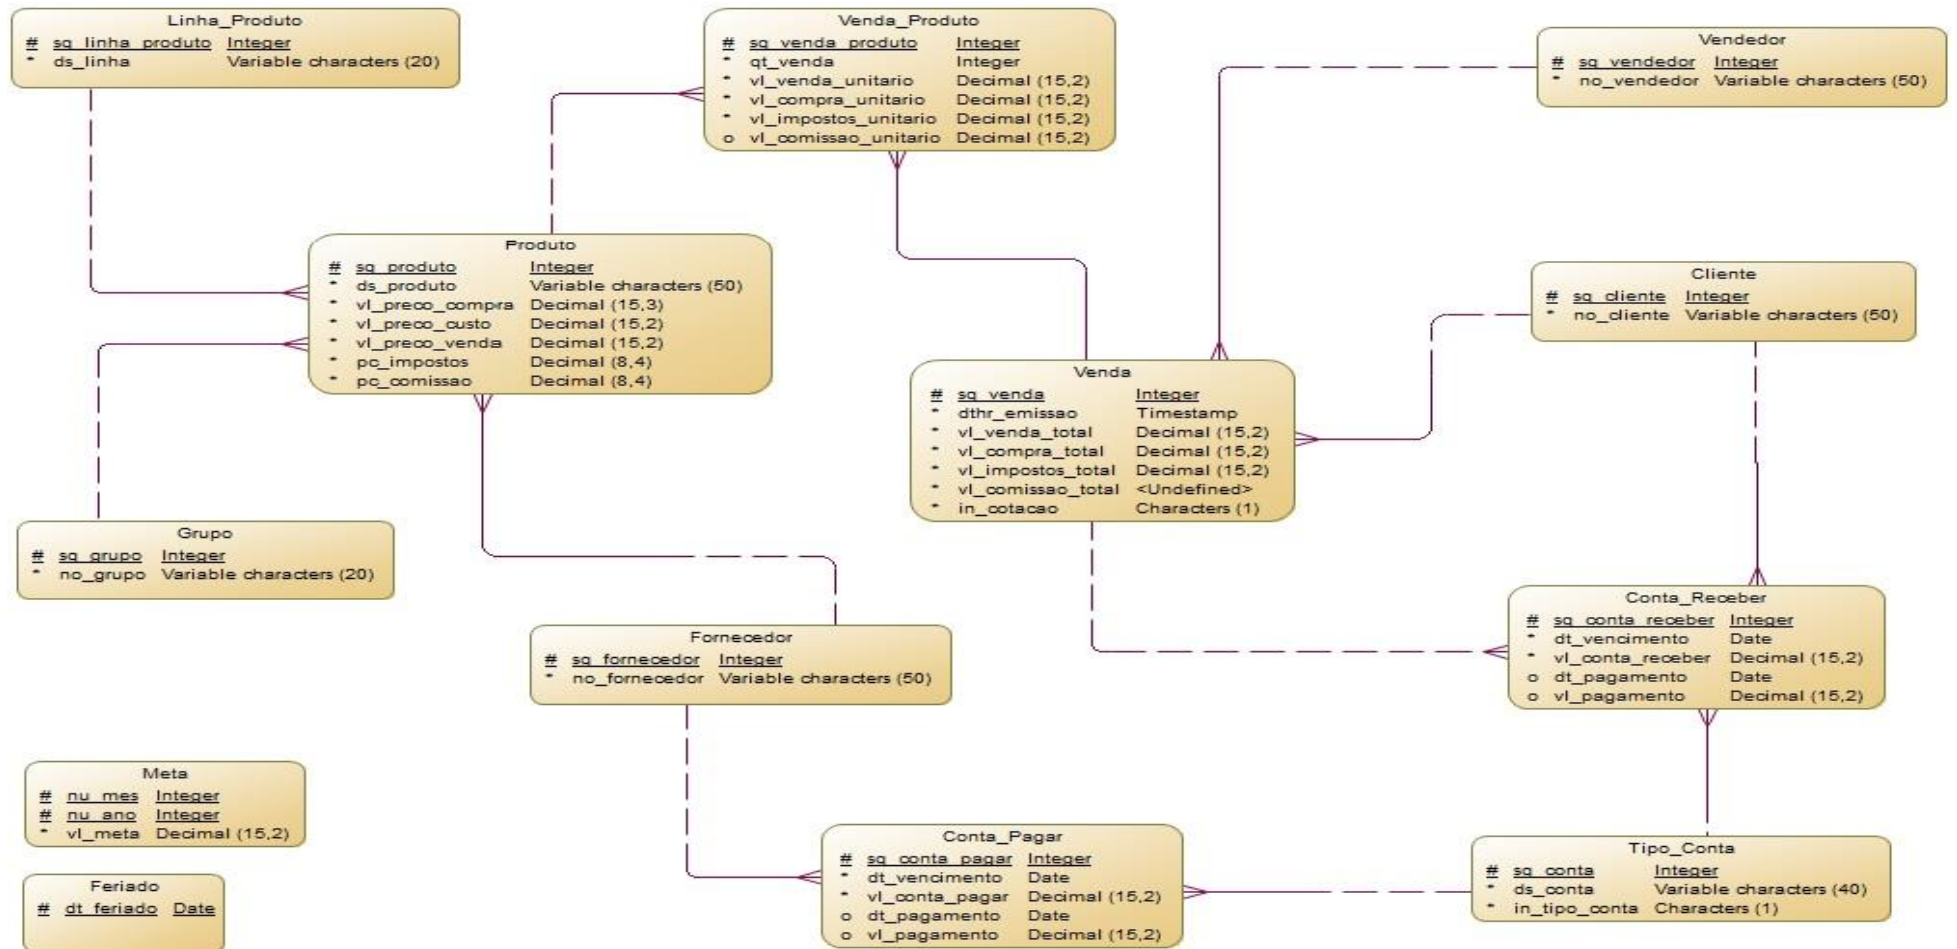 Linha_Produto
# sq_linha_produto Integer
* ds_linha Variable characters (20)
Venda_Produto
# sq_venda_produto Integer
* qt_venda Integer
* vl_venda_unitario Decimal (15,2)
* vl_compra_unitario Decimal (15,2)
* vl_impostos_unitario Decimal (15,2)
o vl_comissao_unitario Decimal (15,2)
Vendedor
# sq_vendedor Integer
* no_vendedor Variable characters (50)
Produto
# sq_produto Integer
* ds_produto Variable characters (50)
* vl_preco_compra Decimal (15,3)
* vl_preco_custo Decimal (15,2)
* vl_preco_venda Decimal (15,2)
* pc_impostos Decimal (8,4)
* pc_comissao Decimal (8,4)
Cliente
# sq_cliente Integer
* no_cliente Variable characters (50)
Venda
# sq_venda Integer
* dthr_emissao Timestamp
* vl_venda_total Decimal (15,2)
* vl_compra_total Decimal (15,2)
* vl_impostos_total Decimal (15,2)
* vl_comissao_total <Undefined>
* in_cotacao Characters (1)
Grupo
# sq_grupo Integer
* no_grupo Variable characters (20)
Fornecedor
# sq_fornecedor Integer
* no_fornecedor Variable characters (50)
Conta_Receber
# sq_conta_receber Integer
* dt_vencimento Date
* vl_conta_receber Decimal (15,2)
o dt_pagamento Date
o vl_pagamento Decimal (15,2)
Meta
# nu_mes Integer
# nu_ano Integer
* vl_meta Decimal (15,2)
Conta_Pagar
# sq_conta_pagar Integer
* dt_vencimento Date
* vl_conta_pagar Decimal (15,2)
o dt_pagamento Date
o vl_pagamento Decimal (15,2)
Tipo_Conta
# sq_conta Integer
* ds_conta Variable characters (40)
* in_tipo_conta Characters (1)
Feriado
# dt_feriado Date